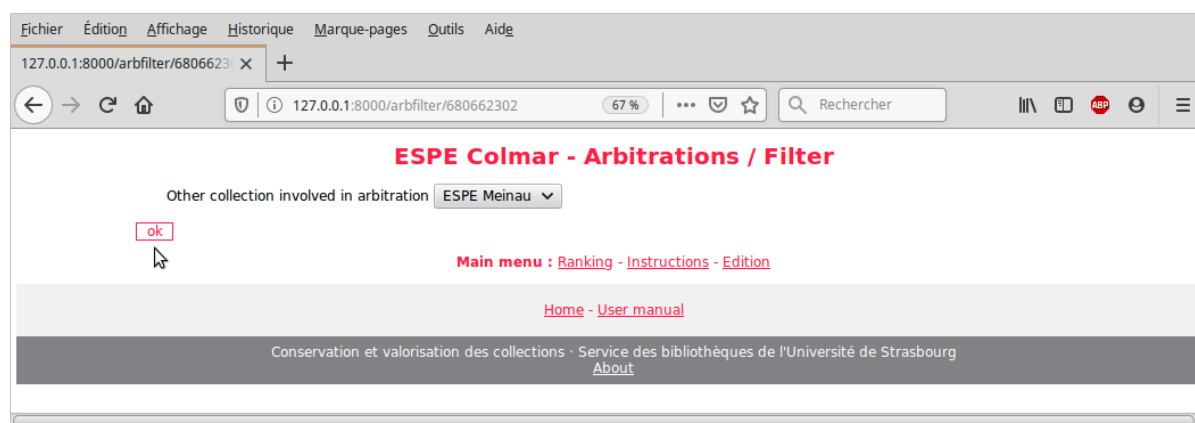 Fichier Édition Affichage Historique Marque-pages Outils Aide
127.0.0.1:8000/arbfilter/6806623
127.0.0.1:8000/arbfilter/680662302 67 % Rechercher ABP
ESPE Colmar - Arbitrations / Filter
Other collection involved in arbitration ESPE Meinau
ok
Main menu : Ranking - Instructions - Edition
Home - User manual
Conservation et valorisation des collections · Service des bibliothèques de l'Université de Strasbourg
About